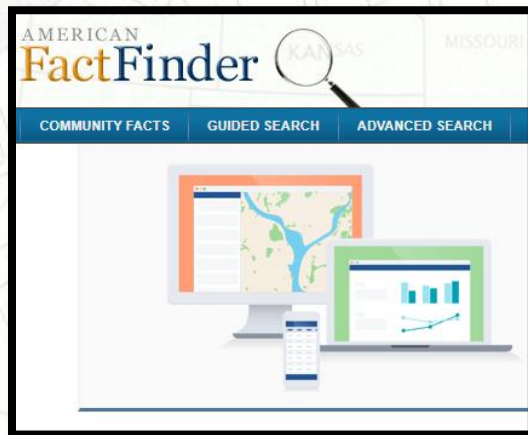 AMERICAN
FactFinder
KANSAS
MISSOURI
COMMUNITY FACTS GUIDED SEARCH ADVANCED SEARCH